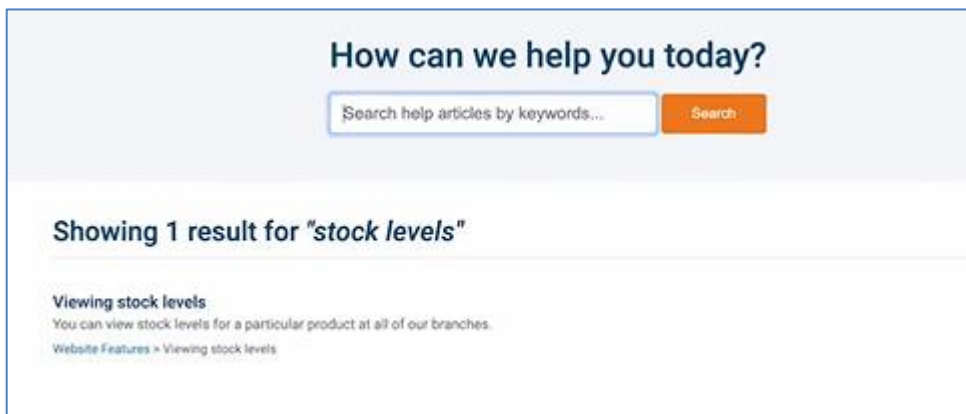 How can we help you today?
Search help articles by keywords...
Search
Showing 1 result for "stock levels"
Viewing stock levels
You can view stock levels for a particular product at all of our branches.
Website Features > Viewing stock levels